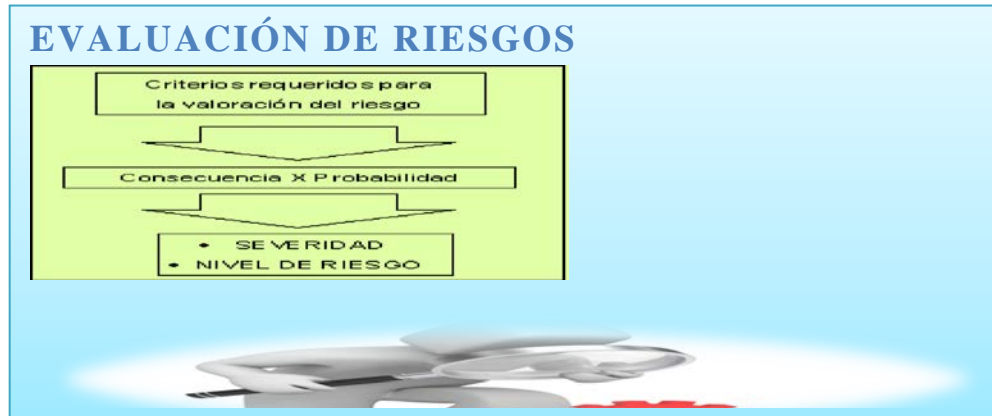 EVALUACIÓN DE RIESGOS
Criterios requeridos para
la valoración del riesgo
Consecuencia X Probabilidad
• SEVERIDAD
• NIVEL DE RIESGO